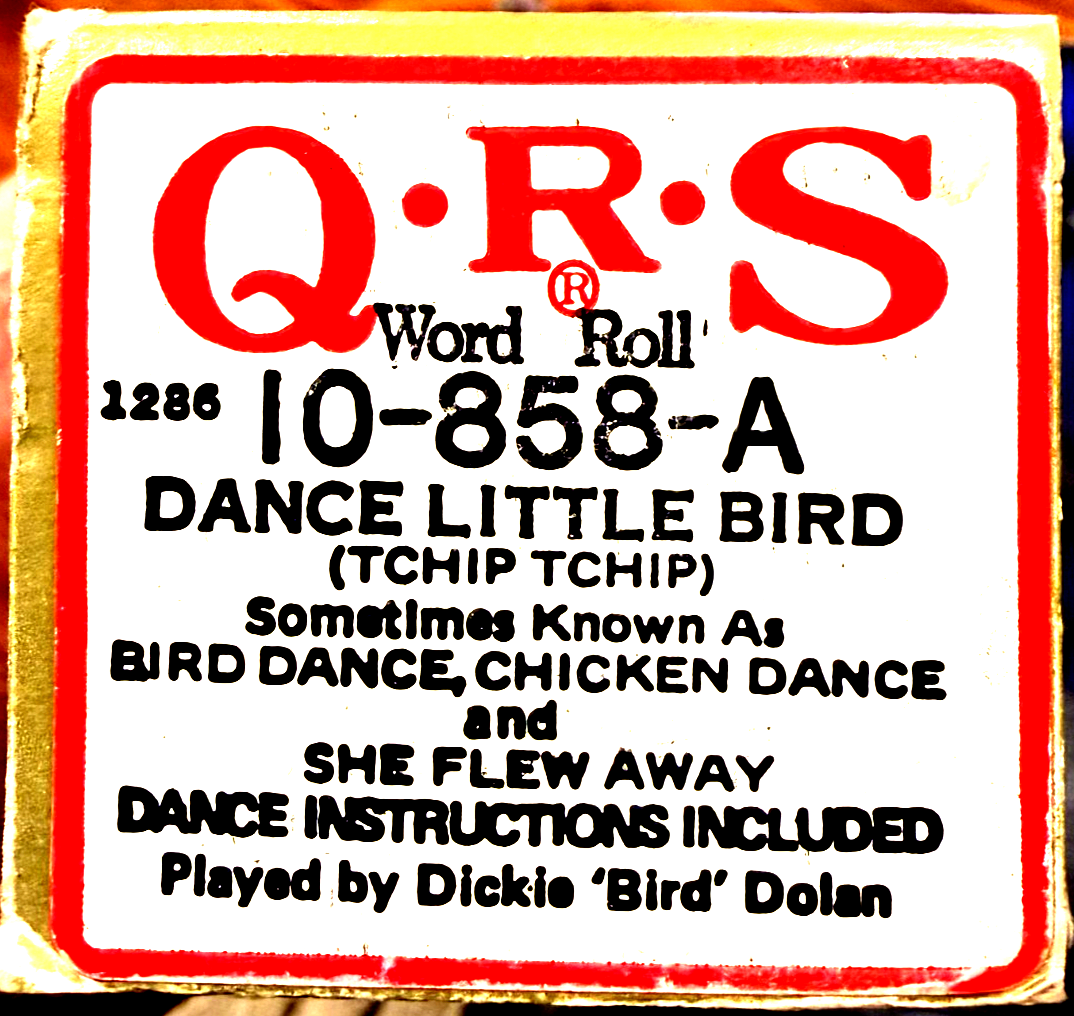 Q·R·S
®
Word Roll
1286 10-858-A
DANCE LITTLE BIRD
(TCHIP TCHIP)
Sometimes Known As
BIRD DANCE, CHICKEN DANCE
and
SHE FLEW AWAY
DANCE INSTRUCTIONS INCLUDED
Played by Dickie 'Bird' Dolan